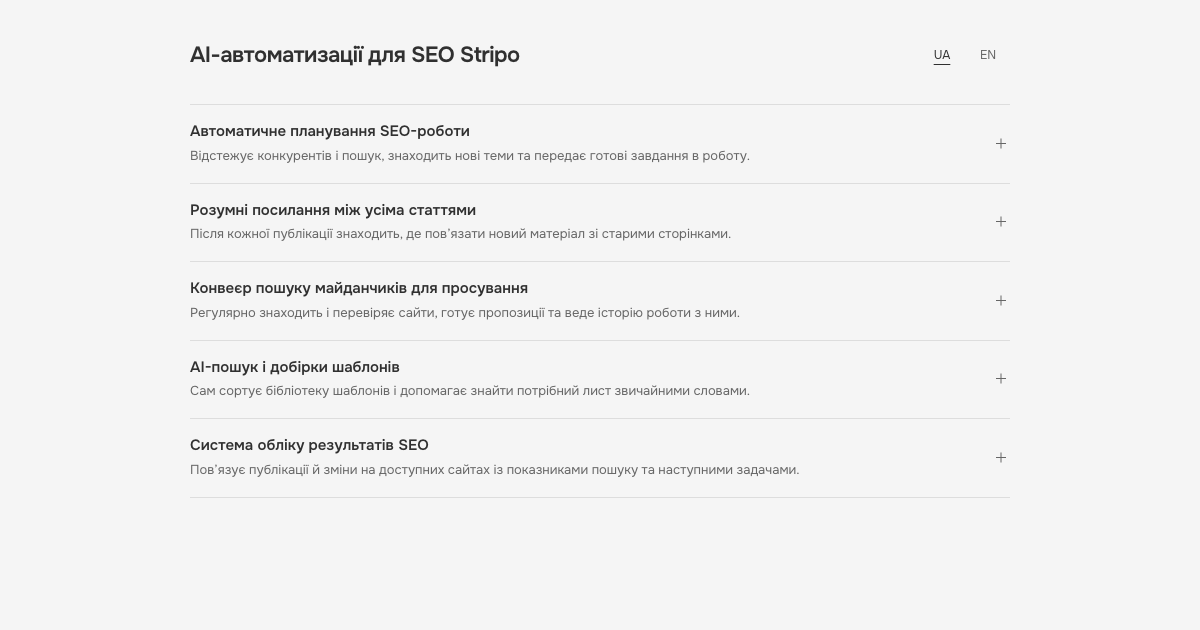 AI-автоматизації для SEO Stripo
UA EN
Автоматичне планування SEO-роботи
Відстежує конкурентів і пошук, знаходить нові теми та передає готові завдання в роботу.
Розумні посилання між усіма статтями
Після кожної публікації знаходить, де пов’язати новий матеріал зі старими сторінками.
Конвеєр пошуку майданчиків для просування
Регулярно знаходить і перевіряє сайти, готує пропозиції та веде історію роботи з ними.
AI-пошук і добірки шаблонів
Сам сортує бібліотеку шаблонів і допомагає знайти потрібний лист звичайними словами.
Система обліку результатів SEO
Пов’язує публікації й зміни на доступних сайтах із показниками пошуку та наступними задачами.